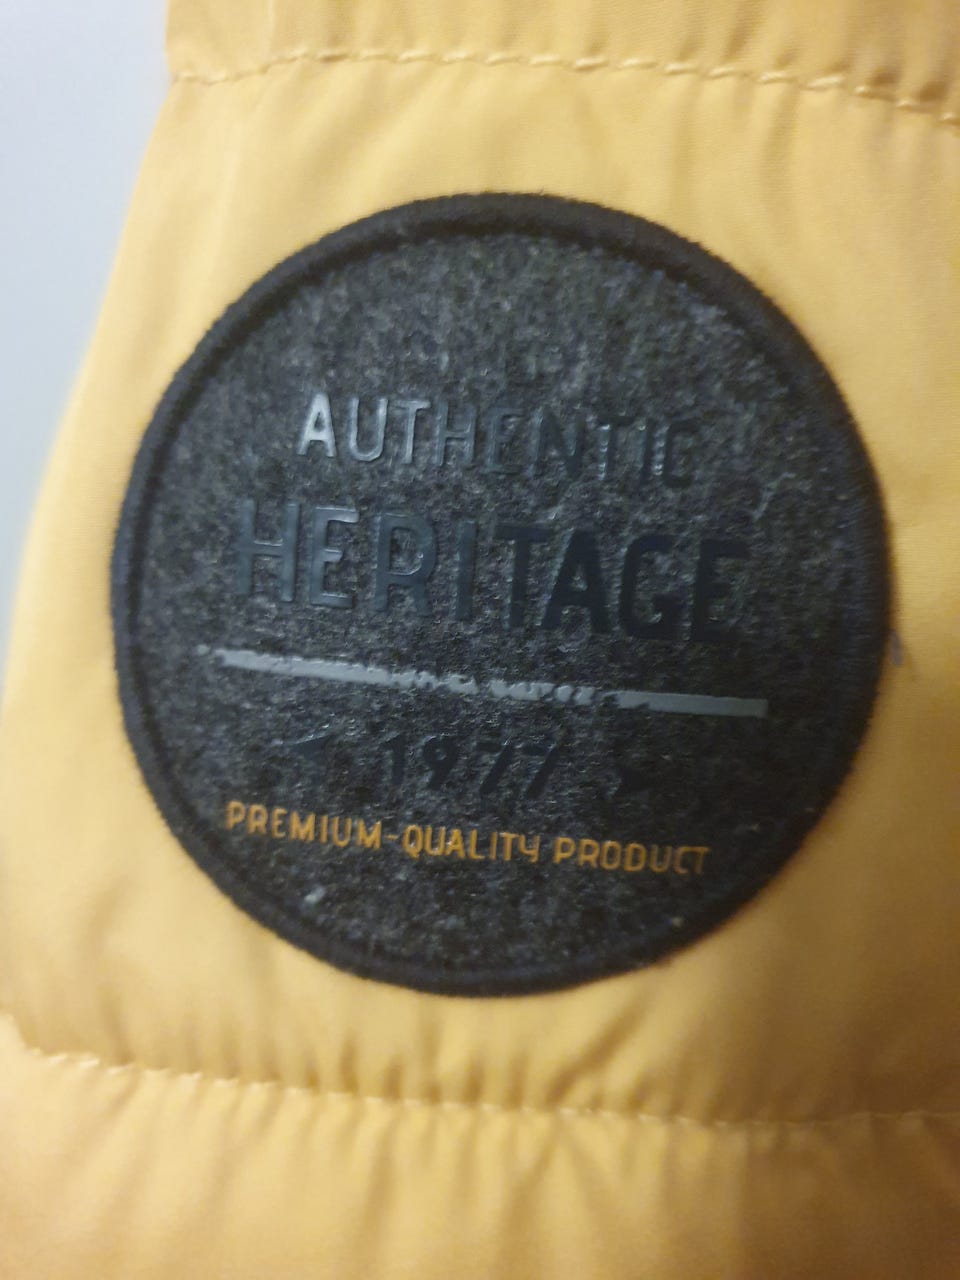 AUTHENTIC
HERITAGE
1977
PREMIUM-QUALITY PRODUCT